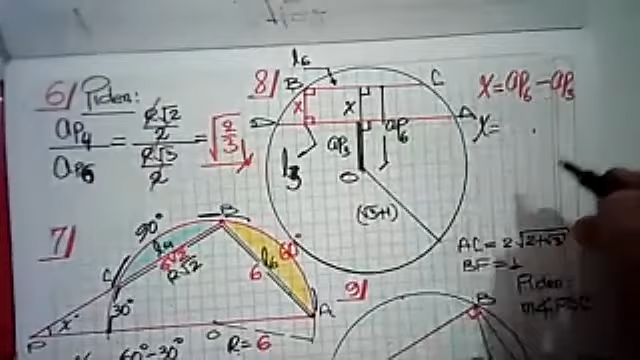 6/ Piden:
ap₄/ap₆ = (R√2/2)/(R√3/2) = √(2/3)
8/
l₆
B
C
x
x
D
A
l₃
ap₃
ap₆
O
(√3+1)
x = ap₆ - ap₃
x =
7/
90°
B
l₄
6√2
R√2
60°
l₆
6
C
30°
P
x°
O
A
R = 6
60°-30°
9/
AC = 2√(2+√3)
BF = 1
Piden:
B